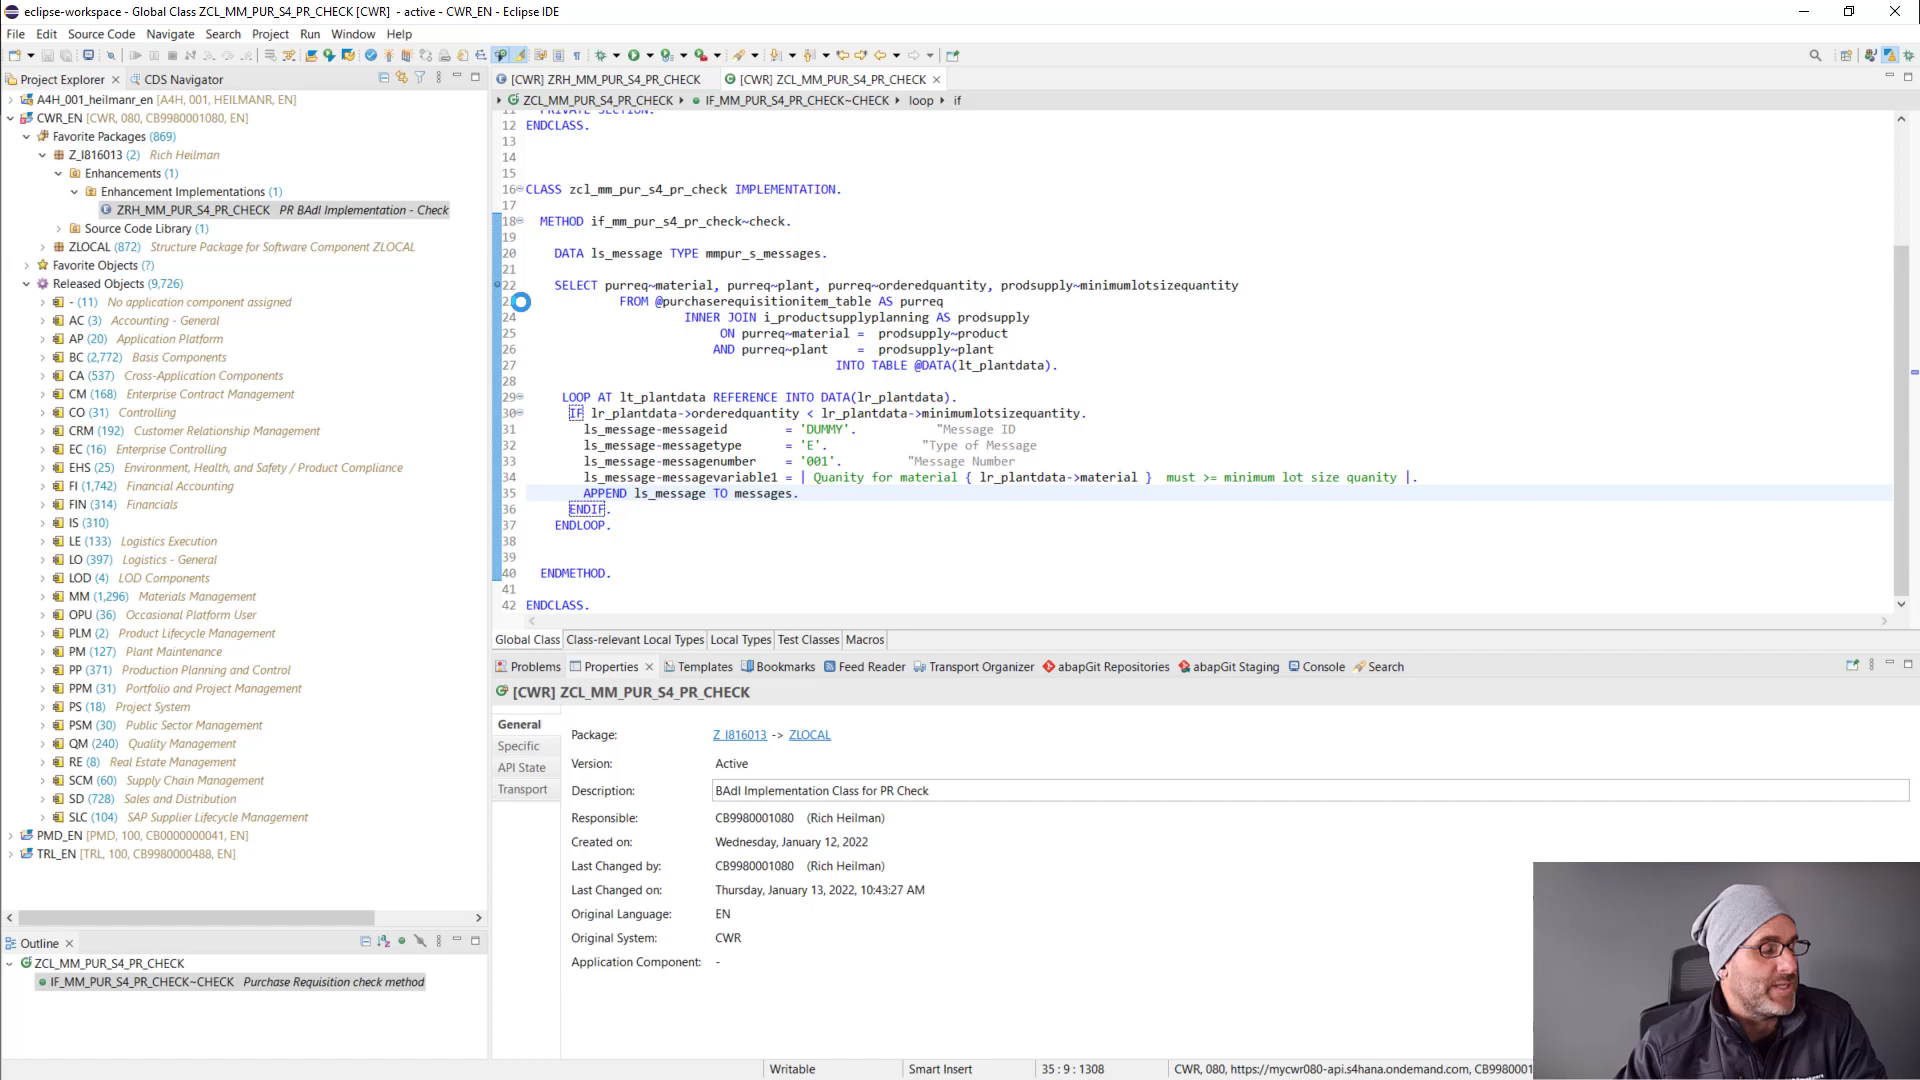 eclipse-workspace - Global Class ZCL_MM_PUR_S4_PR_CHECK [CWR]  - active - CWR_EN - Eclipse IDE
File Edit Source Code Navigate Search Project Run Window Help
Project Explorer CDS Navigator
A4H_001_heilmanr_en [A4H, 001, HEILMANR, EN]
CWR_EN [CWR, 080, CB9980001080, EN]
Favorite Packages (869)
Z_I816013 (2) Rich Heilman
Enhancements (1)
Enhancement Implementations (1)
ZRH_MM_PUR_S4_PR_CHECK PR BAdI Implementation - Check
Source Code Library (1)
ZLOCAL (872) Structure Package for Software Component ZLOCAL
Favorite Objects (?)
Released Objects (9,726)
- (11) No application component assigned
AC (3) Accounting - General
AP (20) Application Platform
BC (2,772) Basis Components
CA (537) Cross-Application Components
CM (168) Enterprise Contract Management
CO (31) Controlling
CRM (192) Customer Relationship Management
EC (16) Enterprise Controlling
EHS (25) Environment, Health, and Safety / Product Compliance
FI (1,742) Financial Accounting
FIN (314) Financials
IS (310)
LE (133) Logistics Execution
LO (397) Logistics - General
LOD (4) LOD Components
MM (1,296) Materials Management
OPU (36) Occasional Platform User
PLM (2) Product Lifecycle Management
PM (127) Plant Maintenance
PP (371) Production Planning and Control
PPM (31) Portfolio and Project Management
PS (18) Project System
PSM (30) Public Sector Management
QM (240) Quality Management
RE (8) Real Estate Management
SCM (60) Supply Chain Management
SD (728) Sales and Distribution
SLC (104) SAP Supplier Lifecycle Management
PMD_EN [PMD, 100, CB0000000041, EN]
TRL_EN [TRL, 100, CB9980000488, EN]
Outline
ZCL_MM_PUR_S4_PR_CHECK
IF_MM_PUR_S4_PR_CHECK~CHECK Purchase Requisition check method
[CWR] ZRH_MM_PUR_S4_PR_CHECK [CWR] ZCL_MM_PUR_S4_PR_CHECK
ZCL_MM_PUR_S4_PR_CHECK IF_MM_PUR_S4_PR_CHECK~CHECK loop if
11 PRIVATE SECTION.
12 ENDCLASS.
13
14
15
16 CLASS zcl_mm_pur_s4_pr_check IMPLEMENTATION.
17
18 METHOD if_mm_pur_s4_pr_check~check.
19
20 DATA ls_message TYPE mmpur_s_messages.
21
22 SELECT purreq~material, purreq~plant, purreq~orderedquantity, prodsupply~minimumlotsizequantity
FROM @purchaserequisitionitem_table AS purreq
24 INNER JOIN i_productsupplyplanning AS prodsupply
25 ON purreq~material = prodsupply~product
26 AND purreq~plant = prodsupply~plant
27 INTO TABLE @DATA(lt_plantdata).
28
29 LOOP AT lt_plantdata REFERENCE INTO DATA(lr_plantdata).
30 IF lr_plantdata->orderedquantity < lr_plantdata->minimumlotsizequantity.
31 ls_message-messageid = 'DUMMY'. "Message ID
32 ls_message-messagetype = 'E'. "Type of Message
33 ls_message-messagenumber = '001'. "Message Number
34 ls_message-messagevariable1 = | Quanity for material { lr_plantdata->material } must >= minimum lot size quanity |.
35 APPEND ls_message TO messages.
36 ENDIF.
37 ENDLOOP.
38
39
40 ENDMETHOD.
41
42 ENDCLASS.
Global Class Class-relevant Local Types Local Types Test Classes Macros
Problems Properties Templates Bookmarks Feed Reader Transport Organizer abapGit Repositories abapGit Staging Console Search
[CWR] ZCL_MM_PUR_S4_PR_CHECK
General
Specific
API State
Transport
Package: Z_I816013 -> ZLOCAL
Version: Active
Description: BAdI Implementation Class for PR Check
Responsible: CB9980001080 (Rich Heilman)
Created on: Wednesday, January 12, 2022
Last Changed by: CB9980001080 (Rich Heilman)
Last Changed on: Thursday, January 13, 2022, 10:43:27 AM
Original Language: EN
Original System: CWR
Application Component: -
Writable Smart Insert 35 : 9 : 1308 CWR, 080, https://mycwr080-api.s4hana.ondemand.com, CB9980001